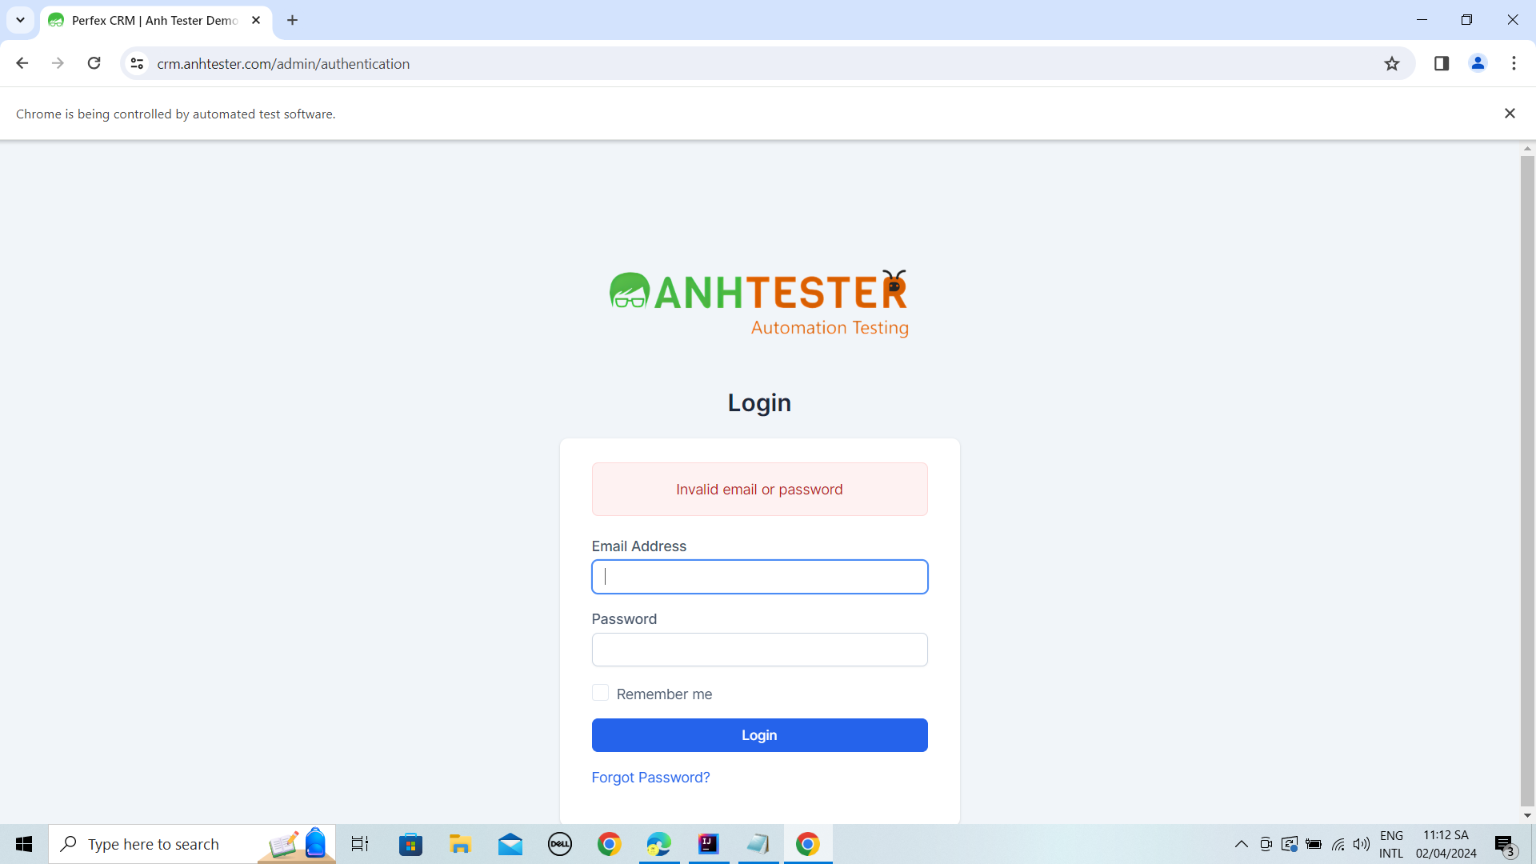 Perfex CRM | Anh Tester Demo
crm.anhtester.com/admin/authentication
Chrome is being controlled by automated test software.
ANHTESTER
Automation Testing
Login
Invalid email or password
Email Address
Password
Remember me
Login
Forgot Password?
Type here to search
DELL
IJ
ENG
INTL
11:12 SA
02/04/2024
3